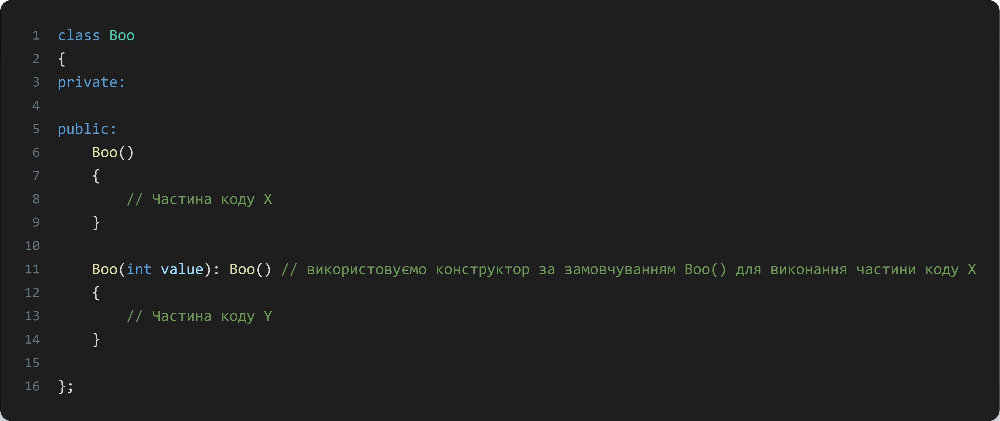 1 class Boo
2 {
3 private:
4
5 public:
6     Boo()
7     {
8         // Частина коду X
9     }
10
11     Boo(int value): Boo() // використовуємо конструктор за замовчуванням Boo() для виконання частини коду X
12     {
13         // Частина коду Y
14     }
15
16 };